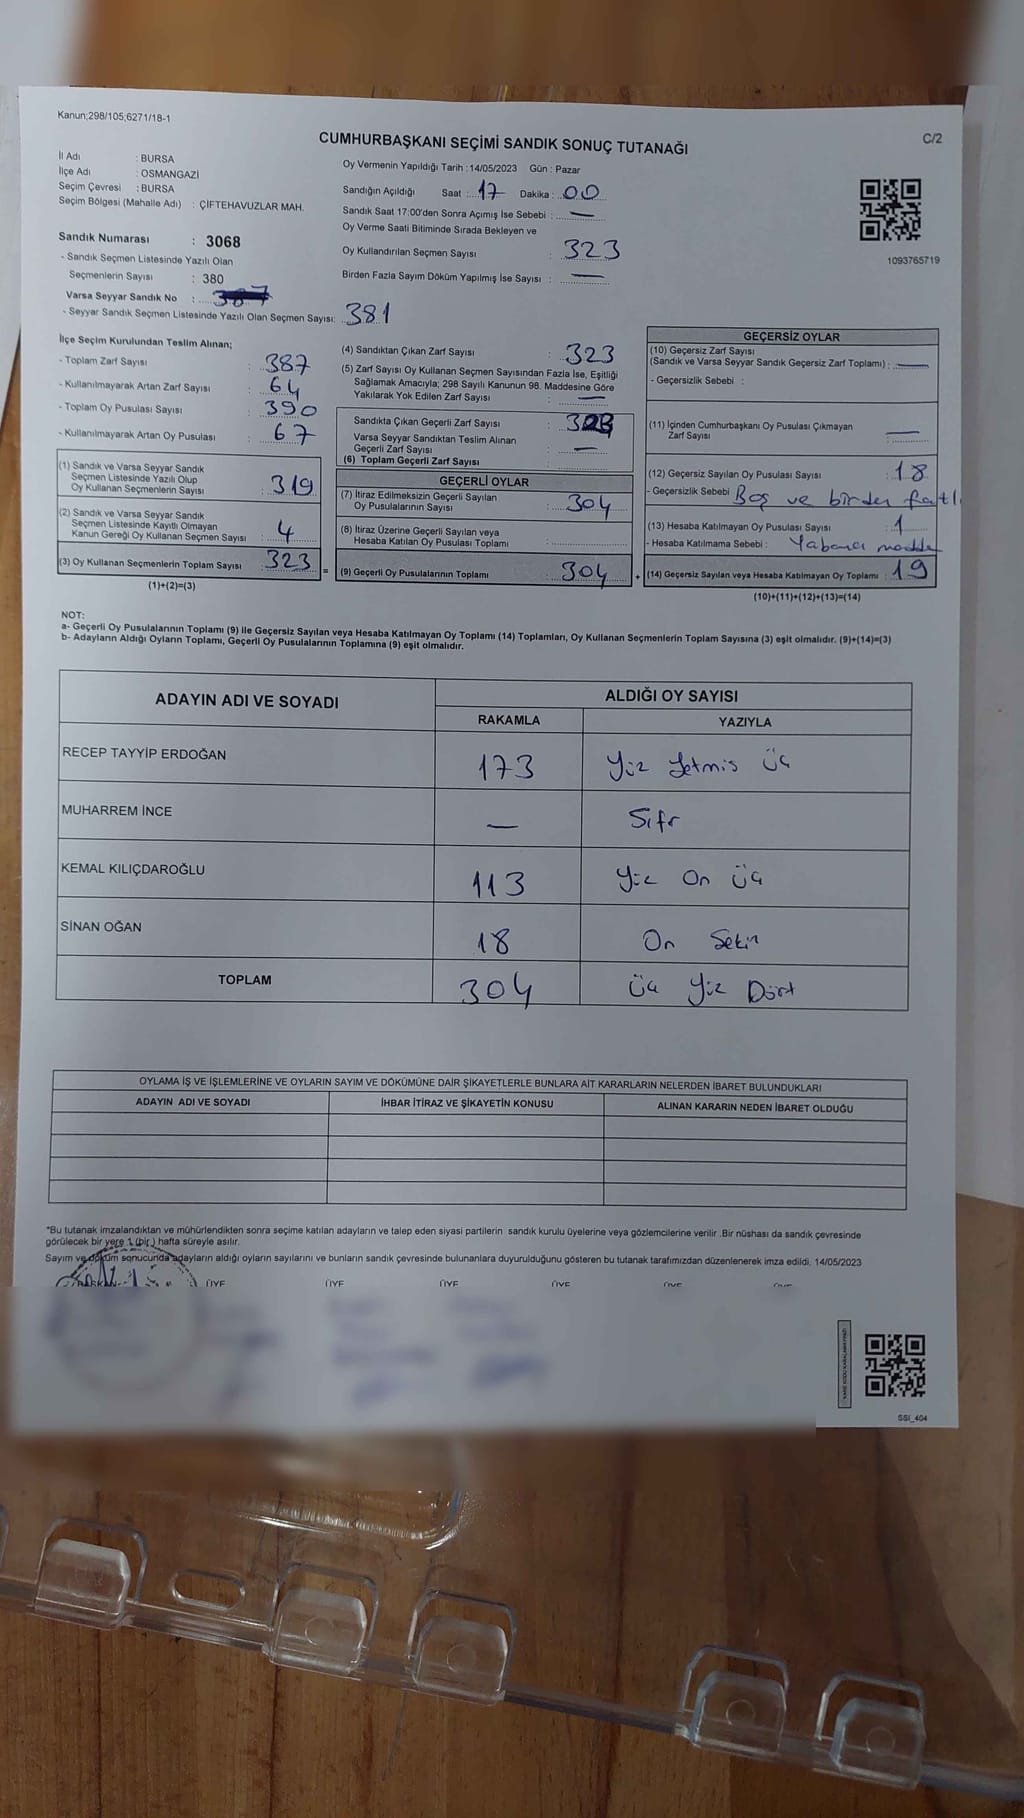 Kanun;298/105;6271/18-1
C/2
CUMHURBAŞKANI SEÇİMİ SANDIK SONUÇ TUTANAĞI
İl Adı : BURSA
İlçe Adı : OSMANGAZİ
Seçim Çevresi : BURSA
Seçim Bölgesi (Mahalle Adı) : ÇİFTEHAVUZLAR MAH.
Oy Vermenin Yapıldığı Tarih :14/05/2023 Gün : Pazar
Sandığın Açıldığı Saat : 17 Dakika : 00
Sandık Saat 17:00'den Sonra Açımış İse Sebebi : —
Oy Verme Saati Bitiminde Sırada Bekleyen ve
Oy Kullandırılan Seçmen Sayısı : 323
Birden Fazla Sayım Döküm Yapılmış İse Sayısı : —
1093765719
Sandık Numarası : 3068
- Sandık Seçmen Listesinde Yazılı Olan
Seçmenlerin Sayısı : 380
Varsa Seyyar Sandık No :
- Seyyar Sandık Seçmen Listesinde Yazılı Olan Seçmen Sayısı: 381
İlçe Seçim Kurulundan Teslim Alınan;
- Toplam Zarf Sayısı : 387
- Kullanılmayarak Artan Zarf Sayısı : 64
- Toplam Oy Pusulası Sayısı : 390
- Kullanılmayarak Artan Oy Pusulası : 67
(1) Sandık ve Varsa Seyyar Sandık
Seçmen Listesinde Yazılı Olup
Oy Kullanan Seçmenlerin Sayısı : 319
(2) Sandık ve Varsa Seyyar Sandık
Seçmen Listesinde Kayıtlı Olmayan
Kanun Gereği Oy Kullanan Seçmen Sayısı : 4
(3) Oy Kullanan Seçmenlerin Toplam Sayısı : 323
(1)+(2)=(3)
(4) Sandıktan Çıkan Zarf Sayısı : 323
(5) Zarf Sayısı Oy Kullanan Seçmen Sayısından Fazla İse, Eşitliği
Sağlamak Amacıyla; 298 Sayılı Kanunun 98. Maddesine Göre
Yakılarak Yok Edilen Zarf Sayısı : —
Sandıkta Çıkan Geçerli Zarf Sayısı : 323
Varsa Seyyar Sandıktan Teslim Alınan
Geçerli Zarf Sayısı : —
(6) Toplam Geçerli Zarf Sayısı :
GEÇERLİ OYLAR
(7) İtiraz Edilmeksizin Geçerli Sayılan
Oy Pusulalarının Sayısı : 304
(8) İtiraz Üzerine Geçerli Sayılan veya
Hesaba Katılan Oy Pusulası Toplamı :
= (9) Geçerli Oy Pusulalarının Toplamı : 304 +
GEÇERSİZ OYLAR
(10) Geçersiz Zarf Sayısı
(Sandık ve Varsa Seyyar Sandık Geçersiz Zarf Toplamı) : —
- Geçersizlik Sebebi :
(11) İçinden Cumhurbaşkanı Oy Pusulası Çıkmayan
Zarf Sayısı : —
(12) Geçersiz Sayılan Oy Pusulası Sayısı : 18
- Geçersizlik Sebebi : Boş ve birden
(13) Hesaba Katılmayan Oy Pusulası Sayısı : 1
- Hesaba Katılmama Sebebi : Yabancı madde
(14) Geçersiz Sayılan veya Hesaba Katılmayan Oy Toplamı : 19
(10)+(11)+(12)+(13)=(14)
NOT:
a- Geçerli Oy Pusulalarının Toplamı (9) ile Geçersiz Sayılan veya Hesaba Katılmayan Oy Toplamı (14) Toplamları, Oy Kullanan Seçmenlerin Toplam Sayısına (3) eşit olmalıdır. (9)+(14)=(3)
b- Adayların Aldığı Oyların Toplamı, Geçerli Oy Pusulalarının Toplamına (9) eşit olmalıdır.
ADAYIN ADI VE SOYADI ALDIĞI OY SAYISI
RAKAMLA YAZIYLA
RECEP TAYYİP ERDOĞAN 173 Yüz Yetmis Üç
MUHARREM İNCE — Sıfr
KEMAL KILIÇDAROĞLU 113 Yüz On Üç
SİNAN OĞAN 18 On Sekiz
TOPLAM 304 Üç Yüz Dört
OYLAMA İŞ VE İŞLEMLERİNE VE OYLARIN SAYIM VE DÖKÜMÜNE DAİR ŞİKAYETLERLE BUNLARA AİT KARARLARIN NELERDEN İBARET BULUNDUKLARI
ADAYIN ADI VE SOYADI İHBAR İTİRAZ VE ŞİKAYETİN KONUSU ALINAN KARARIN NEDEN İBARET OLDUĞU
*Bu tutanak imzalandıktan ve mühürlendikten sonra seçime katılan adayların ve talep eden siyasi partilerin sandık kurulu üyelerine veya gözlemcilerine verilir .Bir nüshası da sandık çevresinde
görülecek bir yere 1 (bir ) hafta süreyle asılır.
Sayım ve döküm sonucunda adayların aldığı oyların sayılarını ve bunların sandık çevresinde bulunanlara duyurulduğunu gösteren bu tutanak tarafımızdan düzenlenerek imza edildi. 14/05/2023
BAŞKAN ÜYE ÜYE ÜYE ÜYE ÜYE ÜYE
SSI_404